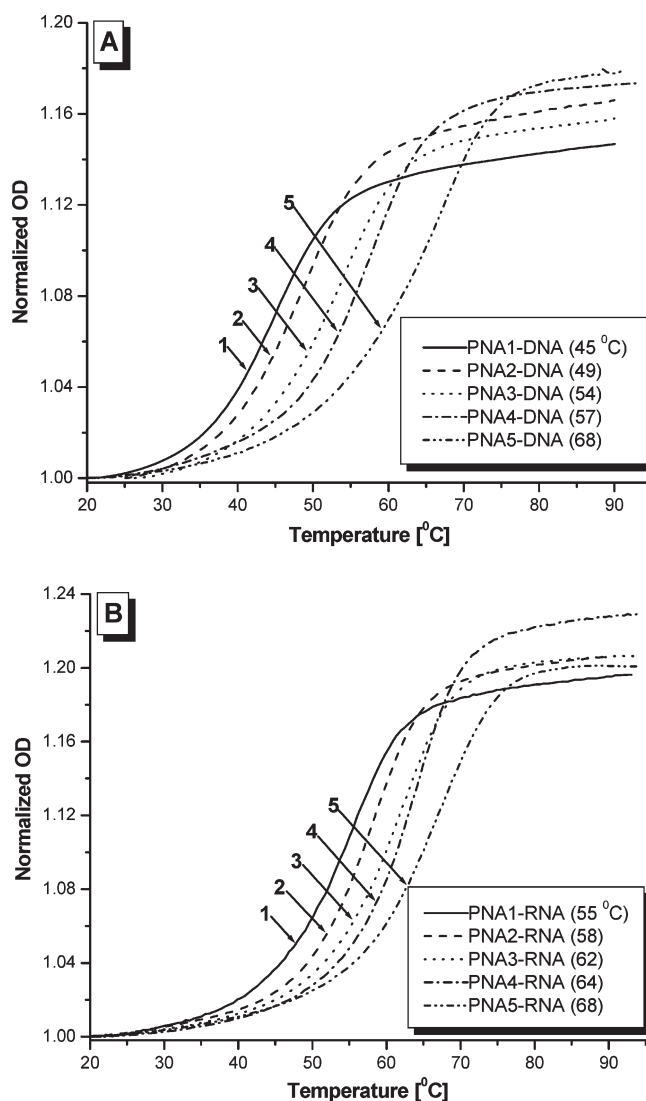 A
1.20
1.16
1.12
1.08
1.04
1.00
Normalized OD
5
4
3
2
1
PNA1-DNA (45 ⁰C)
PNA2-DNA (49)
PNA3-DNA (54)
PNA4-DNA (57)
PNA5-DNA (68)
20 30 40 50 60 70 80 90
Temperature [⁰C]
B
1.24
1.20
1.16
1.12
1.08
1.04
1.00
Normalized OD
5
4
3
2
1
PNA1-RNA (55 ⁰C)
PNA2-RNA (58)
PNA3-RNA (62)
PNA4-RNA (64)
PNA5-RNA (68)
20 30 40 50 60 70 80 90
Temperature [⁰C]